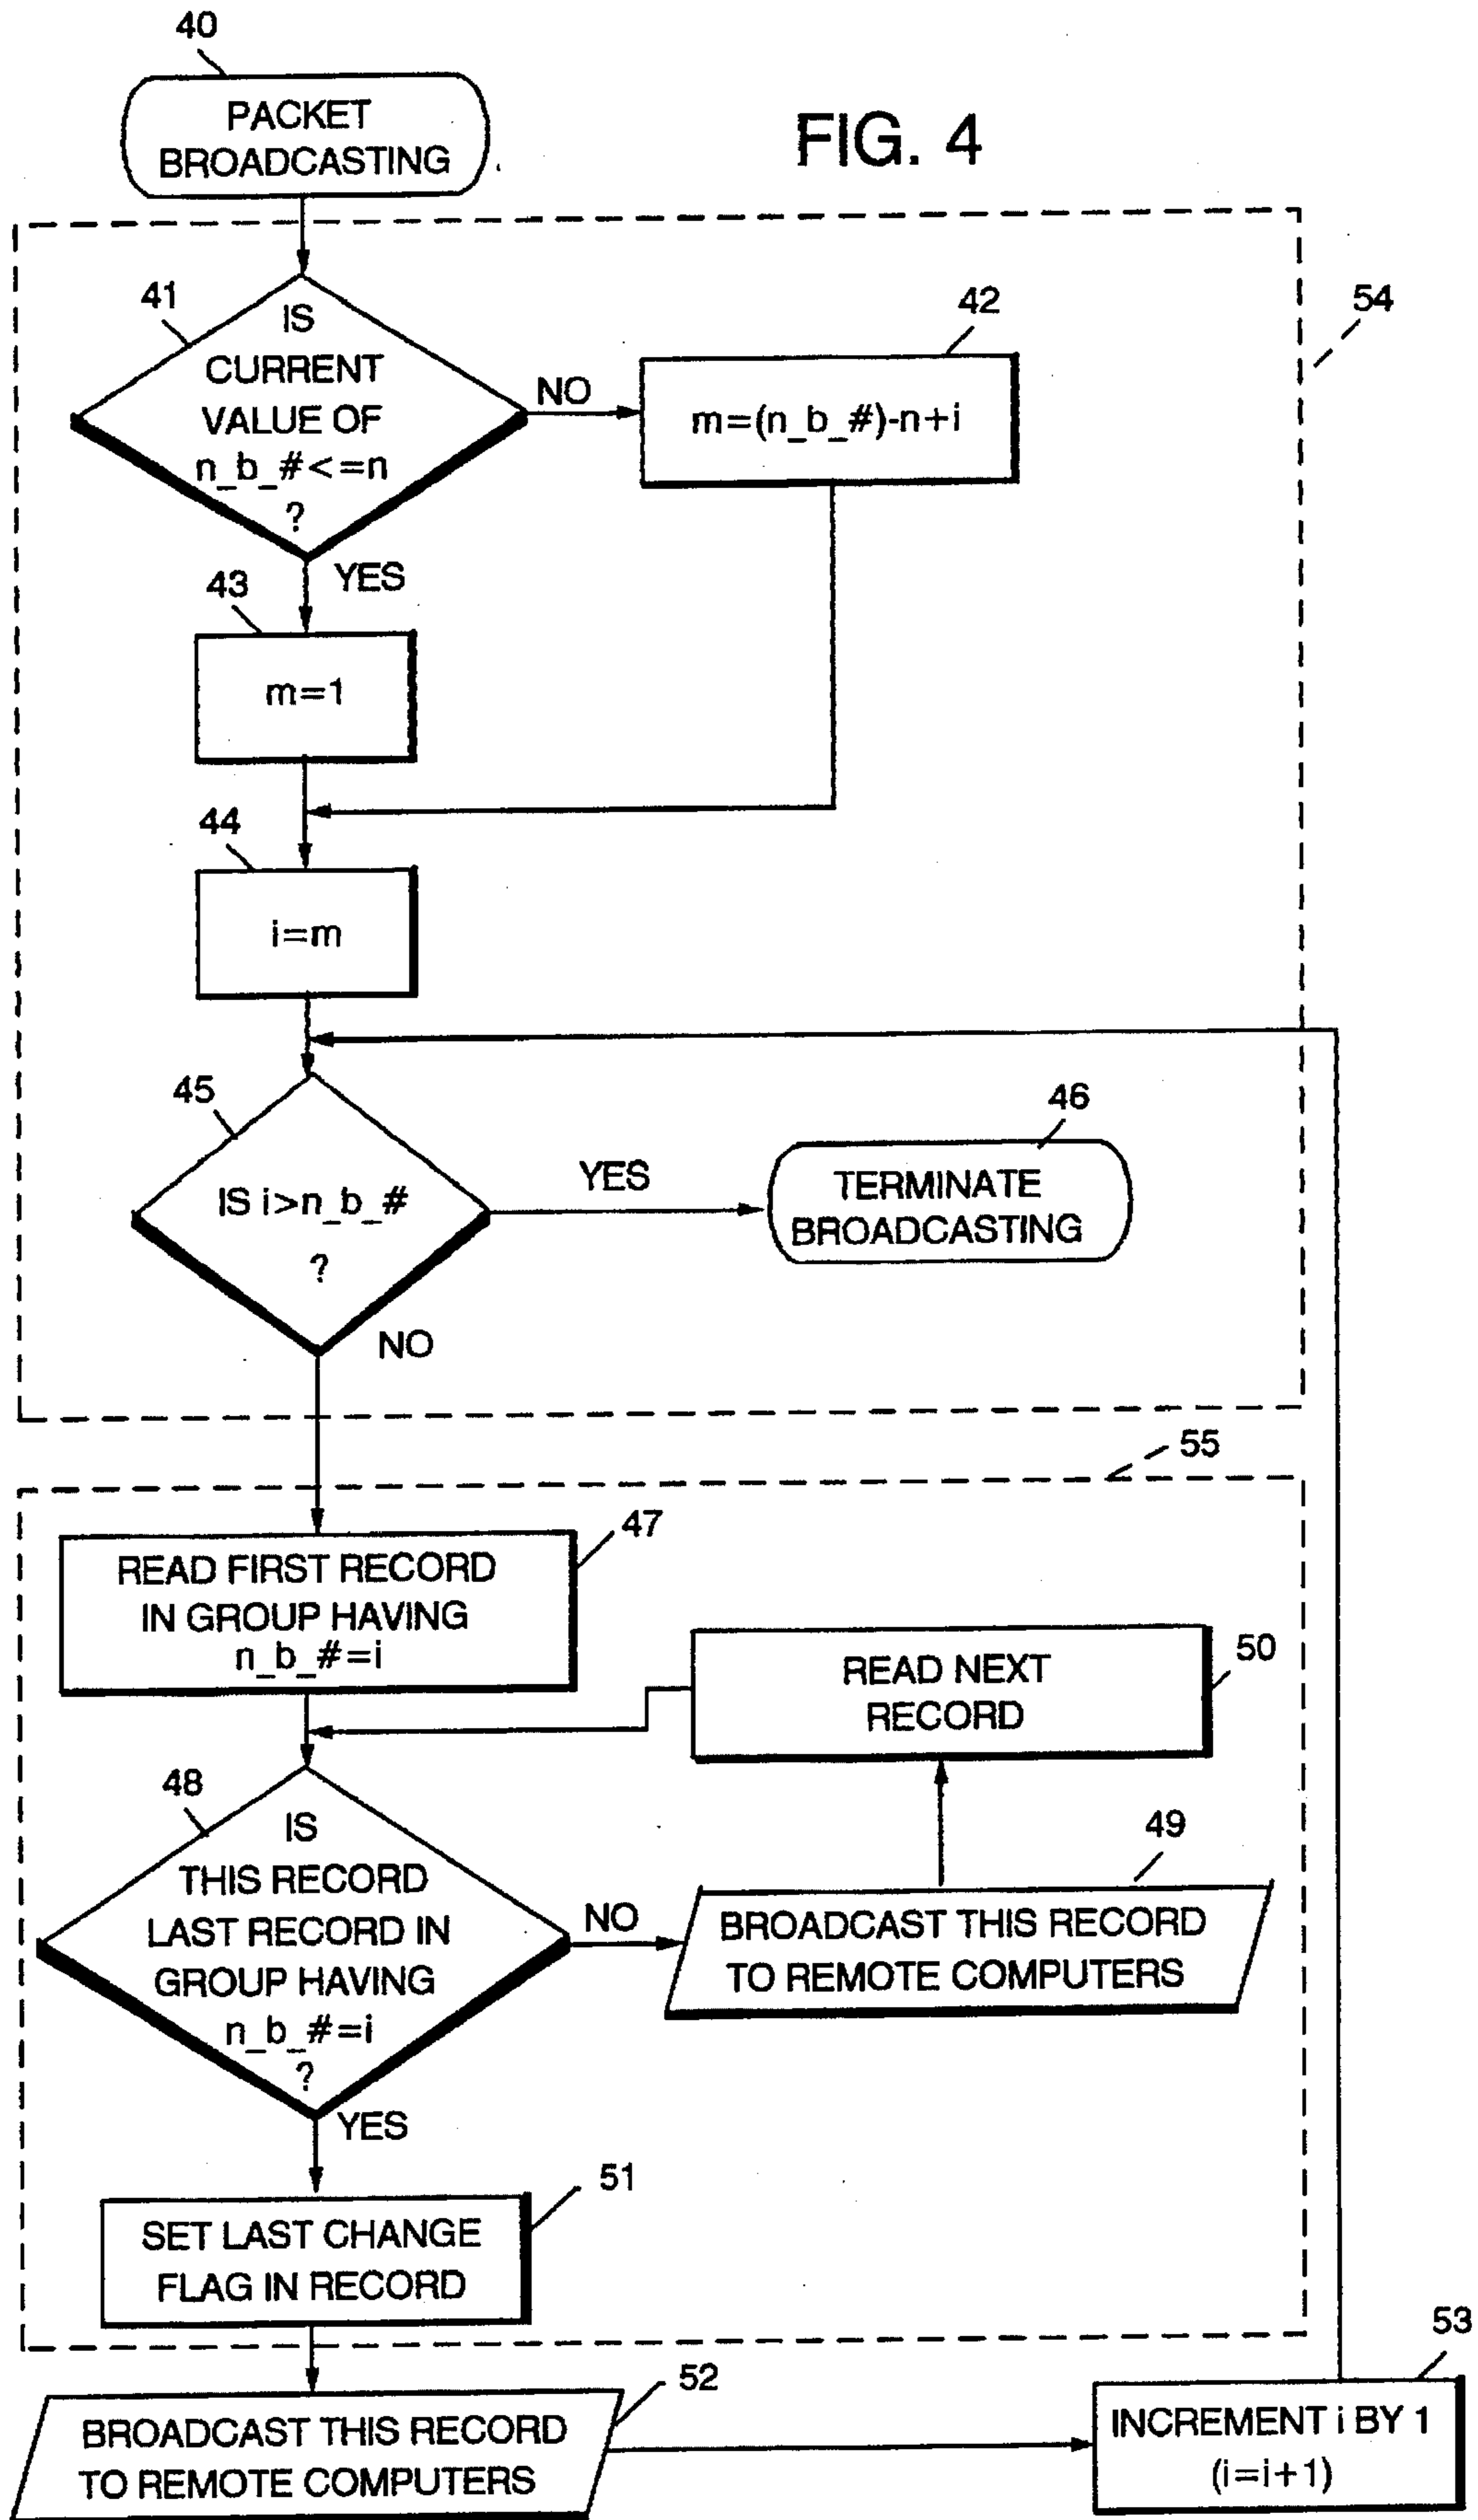 40
PACKET
BROADCASTING
FIG. 4
54
41
IS
CURRENT
VALUE OF
n_b_#<=n
?
NO
42
m=(n_b_#)-n+i
YES
43
m=1
44
i=m
45
IS i>n_b_#
?
YES
46
TERMINATE
BROADCASTING
NO
55
47
READ FIRST RECORD
IN GROUP HAVING
n_b_#=i
50
READ NEXT
RECORD
48
IS
THIS RECORD
LAST RECORD IN
GROUP HAVING
n_b_#=i
?
NO
49
BROADCAST THIS RECORD
TO REMOTE COMPUTERS
YES
51
SET LAST CHANGE
FLAG IN RECORD
52
BROADCAST THIS RECORD
TO REMOTE COMPUTERS
53
INCREMENT i BY 1
(i=i+1)